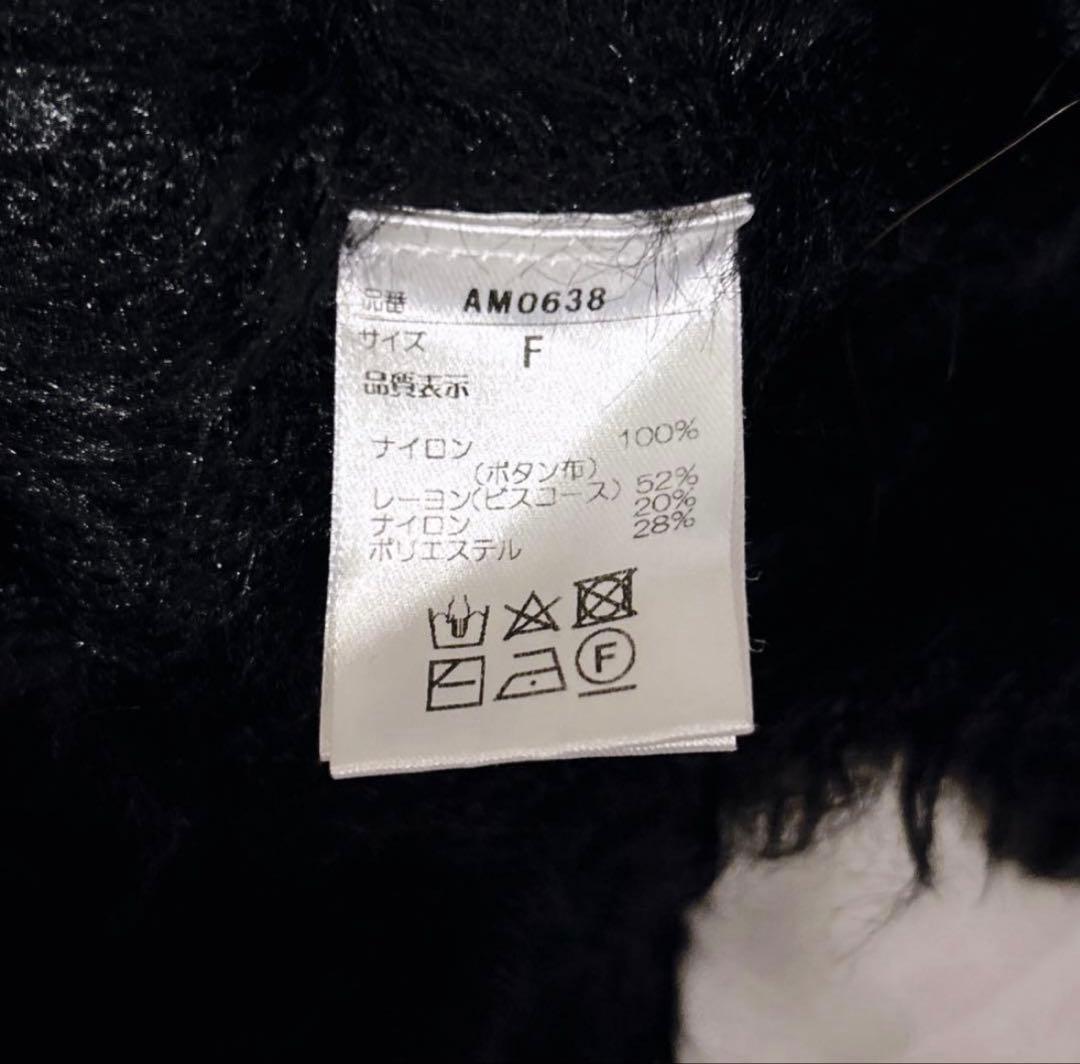 品番 AM0638
サイズ F
品質表示
ナイロン 100%
(ボタン布)
レーヨン(ビスコース) 52%
ナイロン 20%
ポリエステル 28%
F